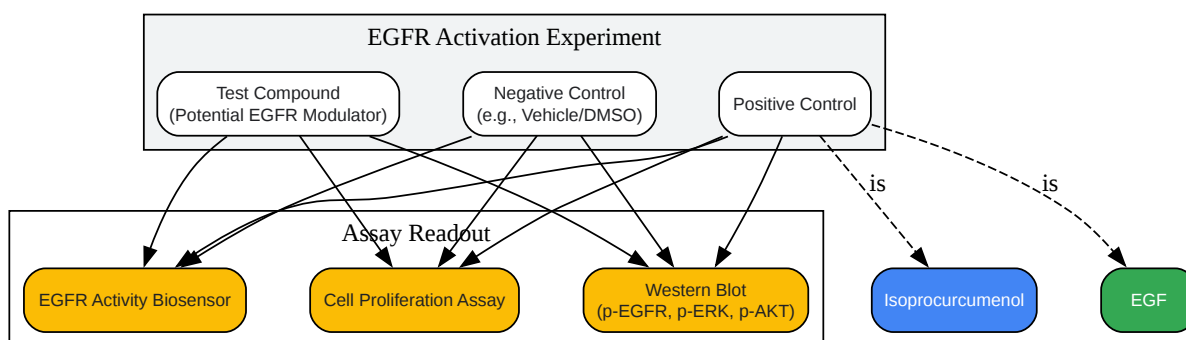 EGFR Activation Experiment
Test Compound
(Potential EGFR Modulator)
Negative Control
(e.g., Vehicle/DMSO)
Positive Control
is
is
Assay Readout
EGFR Activity Biosensor
Cell Proliferation Assay
Western Blot
(p-EGFR, p-ERK, p-AKT)
Isoprocurcumenol
EGF